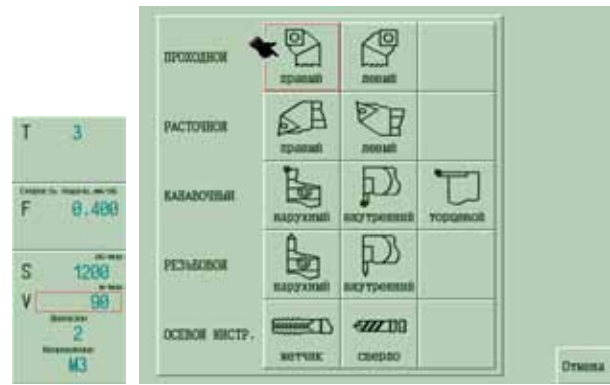 T 3
F 0.400
S 1200
V 90
2
М3
ПРОХОДНОЙ
правый левый
РАСТОЧНОЙ
правый левый
КАНАВОЧНЫЙ
наружный внутренний торцевой
РЕЗЬБОВОЙ
наружный внутренний
ОСЕВОЙ ИНСТР.
метчик сверло
Отмена